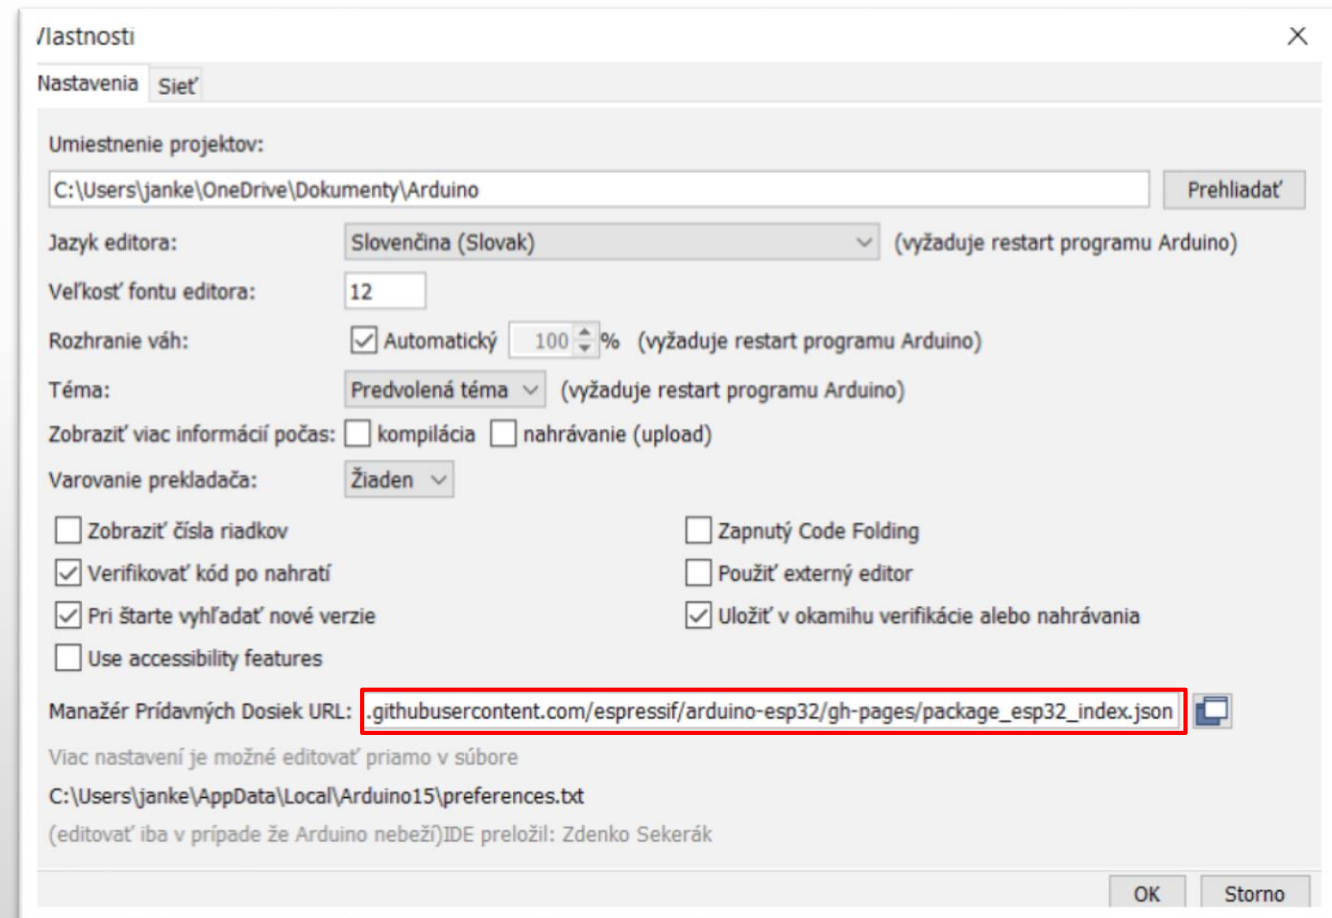 Vlastnosti
Nastavenia Sieť
Umiestnenie projektov:
C:\Users\janke\OneDrive\Dokumenty\Arduino Prehliadať
Jazyk editora: Slovenčina (Slovak) (vyžaduje restart programu Arduino)
Veľkosť fontu editora: 12
Rozhranie váh: Automatický 100 % (vyžaduje restart programu Arduino)
Téma: Predvolená téma (vyžaduje restart programu Arduino)
Zobraziť viac informácií počas: kompilácia nahrávanie (upload)
Varovanie prekladača: Žiaden
Zobraziť čísla riadkov Zapnutý Code Folding
Verifikovať kód po nahratí Použiť externý editor
Pri štarte vyhľadať nové verzie Uložiť v okamihu verifikácie alebo nahrávania
Use accessibility features
Manažér Prídavných Dosiek URL: .githubusercontent.com/espressif/arduino-esp32/gh-pages/package_esp32_index.json
Viac nastavení je možné editovať priamo v súbore
C:\Users\janke\AppData\Local\Arduino15\preferences.txt
(editovať iba v prípade že Arduino nebeží)IDE preložil: Zdenko Sekerák
OK Storno